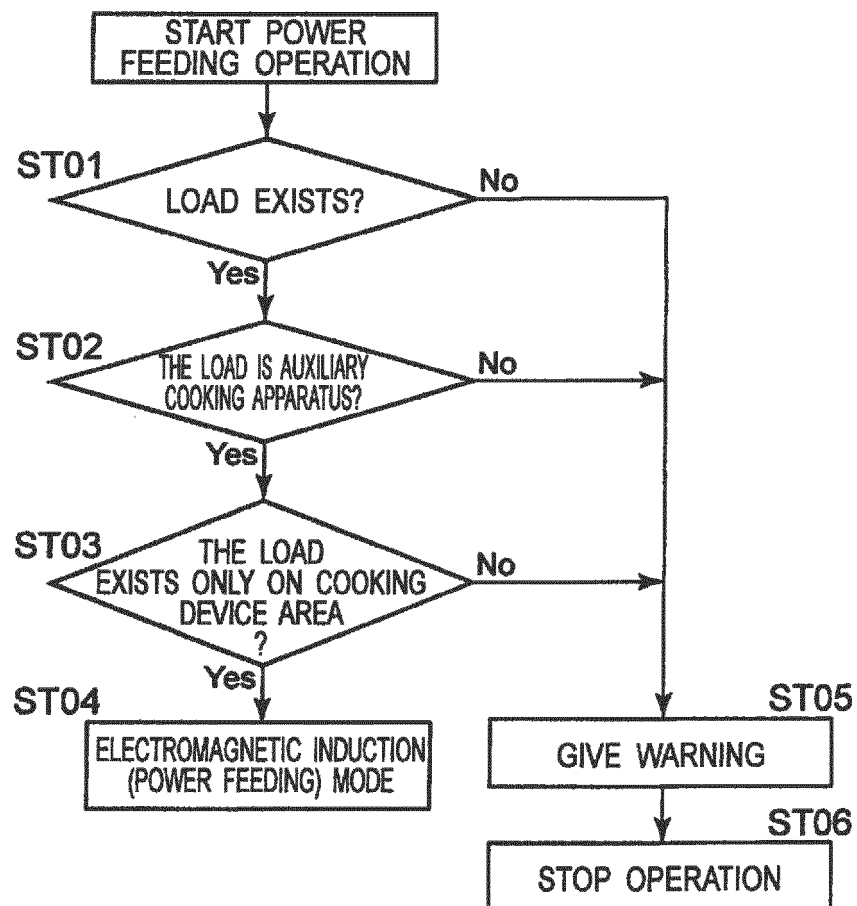 START POWER
FEEDING OPERATION
ST01
LOAD EXISTS?
No
Yes
ST02
THE LOAD IS AUXILIARY
COOKING APPARATUS?
No
Yes
ST03
THE LOAD
EXISTS ONLY ON COOKING
DEVICE AREA
?
No
Yes
ST04
ELECTROMAGNETIC INDUCTION
(POWER FEEDING) MODE
ST05
GIVE WARNING
ST06
STOP OPERATION